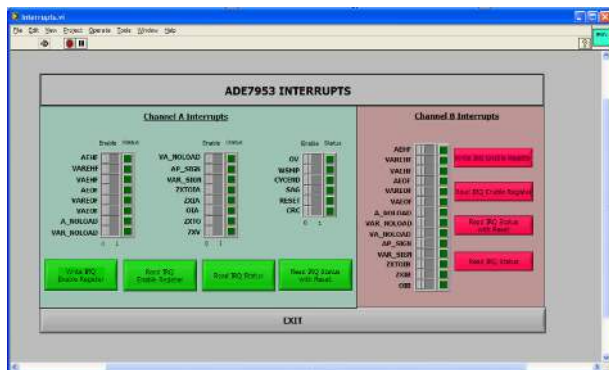 Interrupts.vi
File Edit View Project Operate Tools Window Help
ADE7953 INTERRUPTS
Channel A Interrupts
Enable Status
AEHF
VAREHF
VAEHF
AEOF
VAREOF
VAEOF
A_NOLOAD
VAR_NOLOAD
0 1
Enable Status
VA_NOLOAD
AP_SIGN
VAR_SIGN
ZXTOIA
ZXIA
OIA
ZXTO
ZXV
0 1
Enable Status
OV
WSMP
CYCEND
SAG
RESET
CRC
0 1
Write IRQ
Enable Register
Read IRQ
Enable Register
Read IRQ Status
Read IRQ Status
with Reset
Channel B Interrupts
AEHF
VAREHF
VAEHF
AEOF
VAREOF
VAEOF
A_NOLOAD
VAR_NOLOAD
VA_NOLOAD
AP_SIGN
VAR_SIGN
ZXTOIB
ZXIB
OIB
Write IRQ Enable Register
Read IRQ Enable Register
Read IRQ Status
with Reset
Read IRQ Status
EXIT